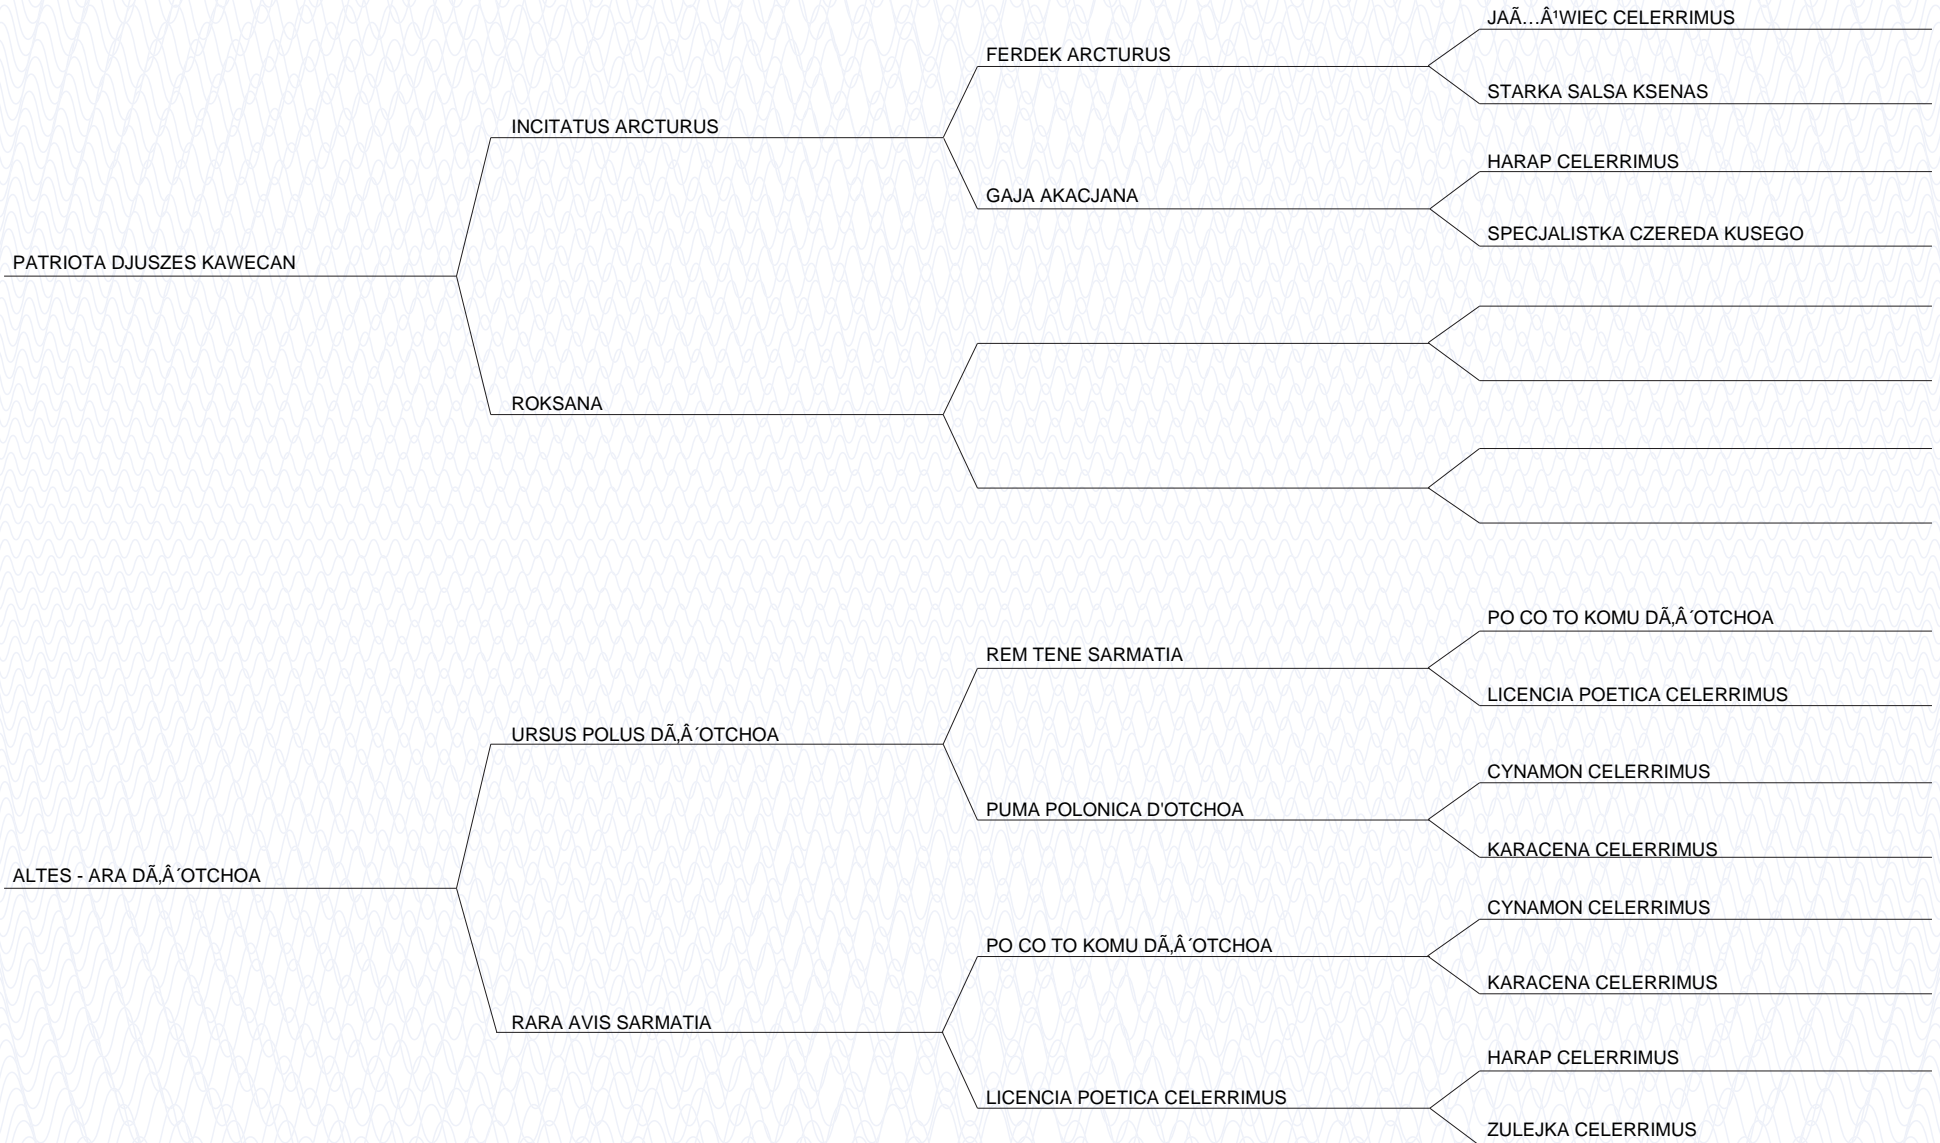 JAÃ…Â¹WIEC CELERRIMUS
FERDEK ARCTURUS
STARKA SALSA KSENAS
INCITATUS ARCTURUS
HARAP CELERRIMUS
GAJA AKACJANA
SPECJALISTKA CZEREDA KUSEGO
PATRIOTA DJUSZES KAWECAN
ROKSANA
PO CO TO KOMU DÃ‚Â´OTCHOA
REM TENE SARMATIA
LICENCIA POETICA CELERRIMUS
URSUS POLUS DÃ‚Â´OTCHOA
CYNAMON CELERRIMUS
PUMA POLONICA D'OTCHOA
KARACENA CELERRIMUS
ALTES - ARA DÃ‚Â´OTCHOA
CYNAMON CELERRIMUS
PO CO TO KOMU DÃ‚Â´OTCHOA
KARACENA CELERRIMUS
RARA AVIS SARMATIA
HARAP CELERRIMUS
LICENCIA POETICA CELERRIMUS
ZULEJKA CELERRIMUS